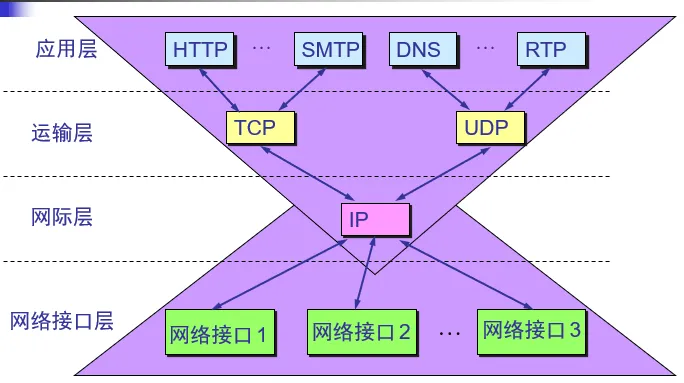 应用层
HTTP ··· SMTP DNS ··· RTP
运输层
TCP UDP
网际层
IP
网络接口层
网络接口 1 网络接口 2 ··· 网络接口 3